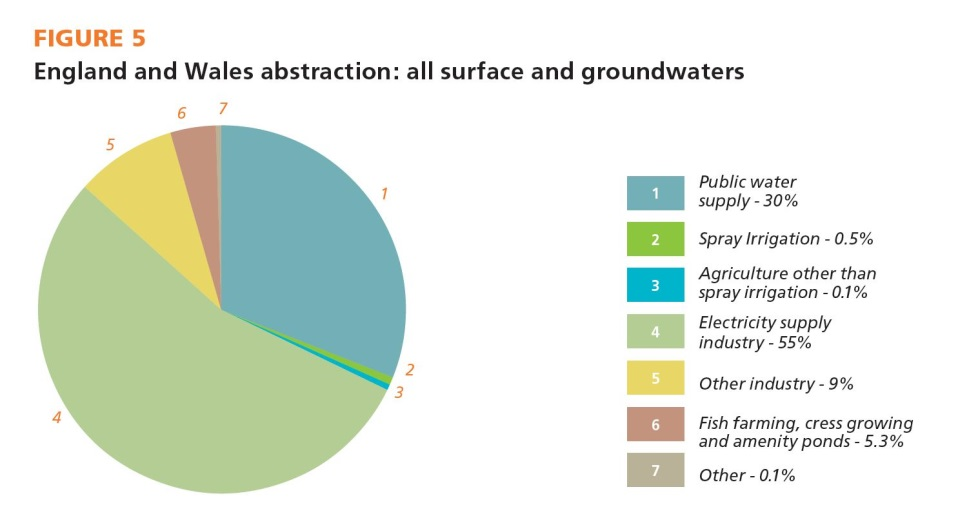 FIGURE 5
England and Wales abstraction: all surface and groundwaters
7
6
5
1
2
3
4
1
Public water
supply - 30%
2
Spray Irrigation - 0.5%
3
Agriculture other than
spray irrigation - 0.1%
4
Electricity supply
industry - 55%
5
Other industry - 9%
6
Fish farming, cress growing
and amenity ponds - 5.3%
7
Other - 0.1%